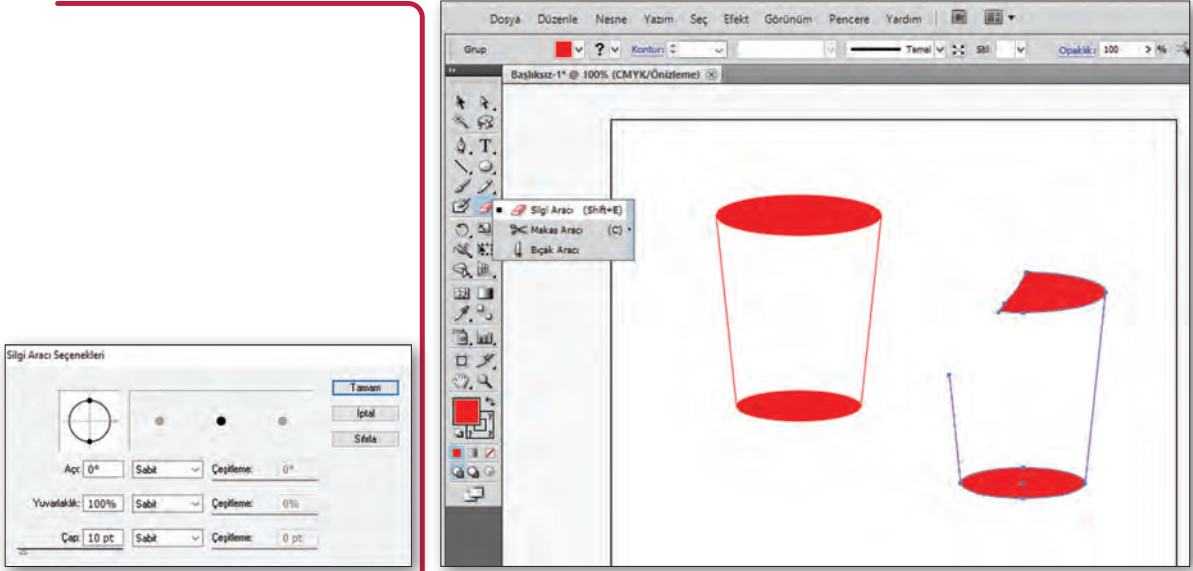 Silgi Aracı Seçenekleri
Tamam
İptal
Sıfırla
Açı: 0° Sabit Çeşitleme: 0°
Yuvarlaklık: 100% Sabit Çeşitleme: 0%
Çap: 10 pt Sabit Çeşitleme: 0 pt
Dosya Düzenle Nesne Yazım Seç Efekt Görünüm Pencere Yardım Br
Grup ? Kontur: Temel Stil: Opaklık: 100 > %
Başlıksız-1* @ 100% (CMYK/Önizleme)
Silgi Aracı (Shift+E)
Makas Aracı (C)
Bıçak Aracı